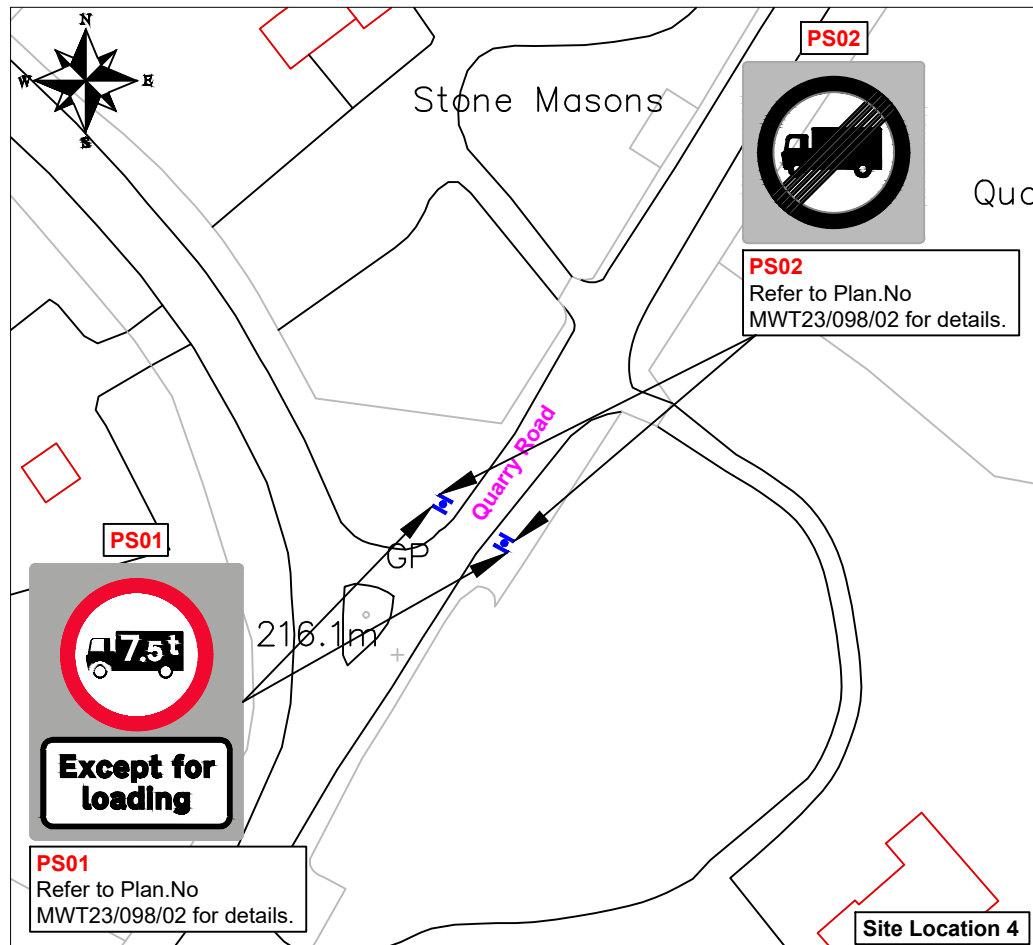 N
W
E
S
Stone Masons
PS02
Quo
PS02
Refer to Plan.No
MWT23/098/02 for details.
Quarry Road
GP
216.1m
PS01
7.5t
Except for
loading
PS01
Refer to Plan.No
MWT23/098/02 for details.
Site Location 4